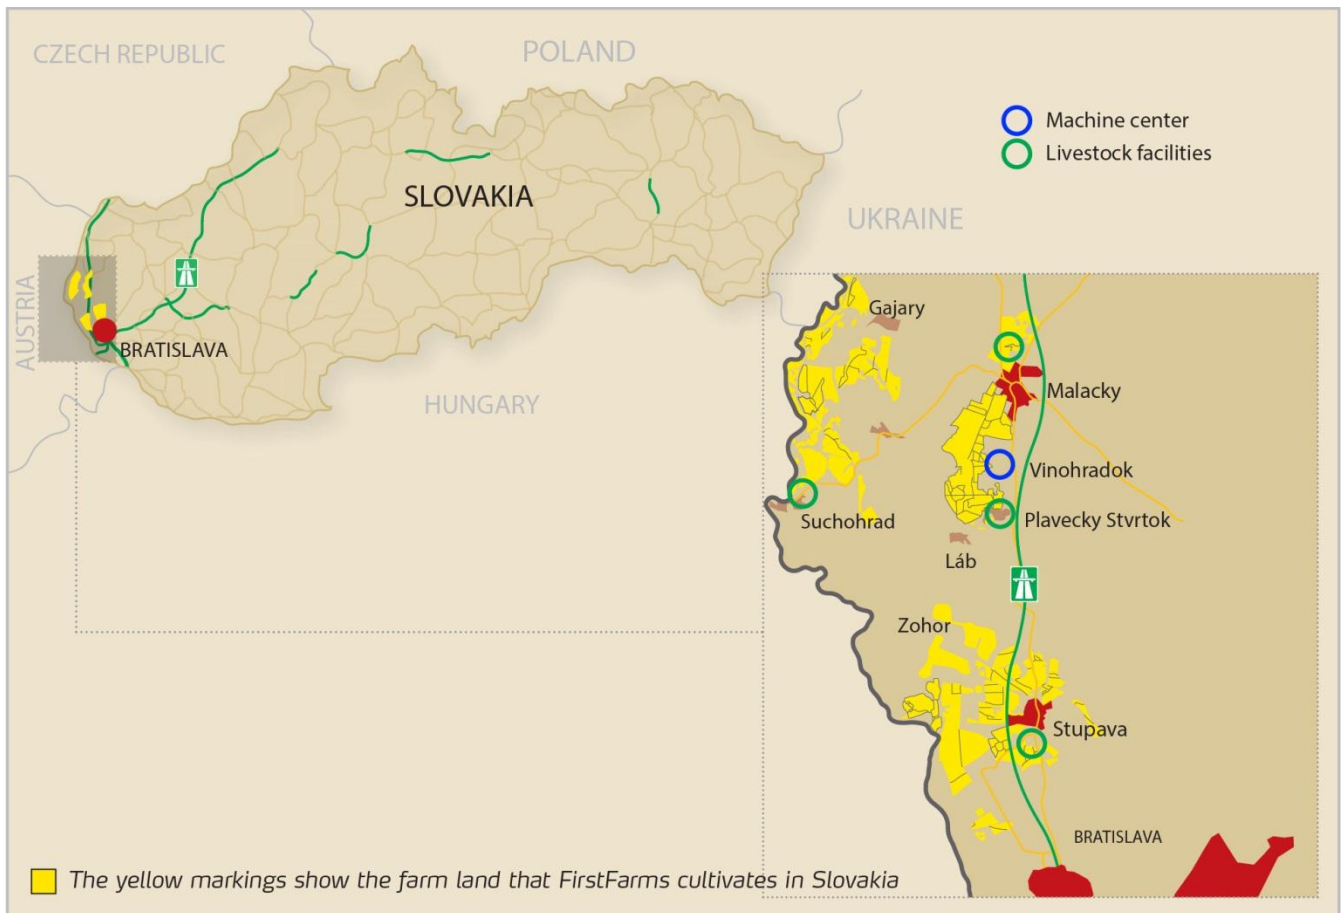 CZECH REPUBLIC
POLAND
Machine center
Livestock facilities
SLOVAKIA
UKRAINE
AUSTRIA
BRATISLAVA
HUNGARY
Gajary
Malacky
Vinohradok
Suchohrad
Plavecky Stvrtok
Láb
Zohor
Stupava
BRATISLAVA
The yellow markings show the farm land that FirstFarms cultivates in Slovakia